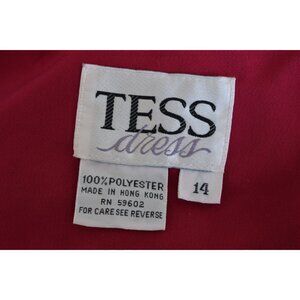 TESS
dress
100% POLYESTER
MADE IN HONG KONG
RN 59602
FOR CARE SEE REVERSE
14